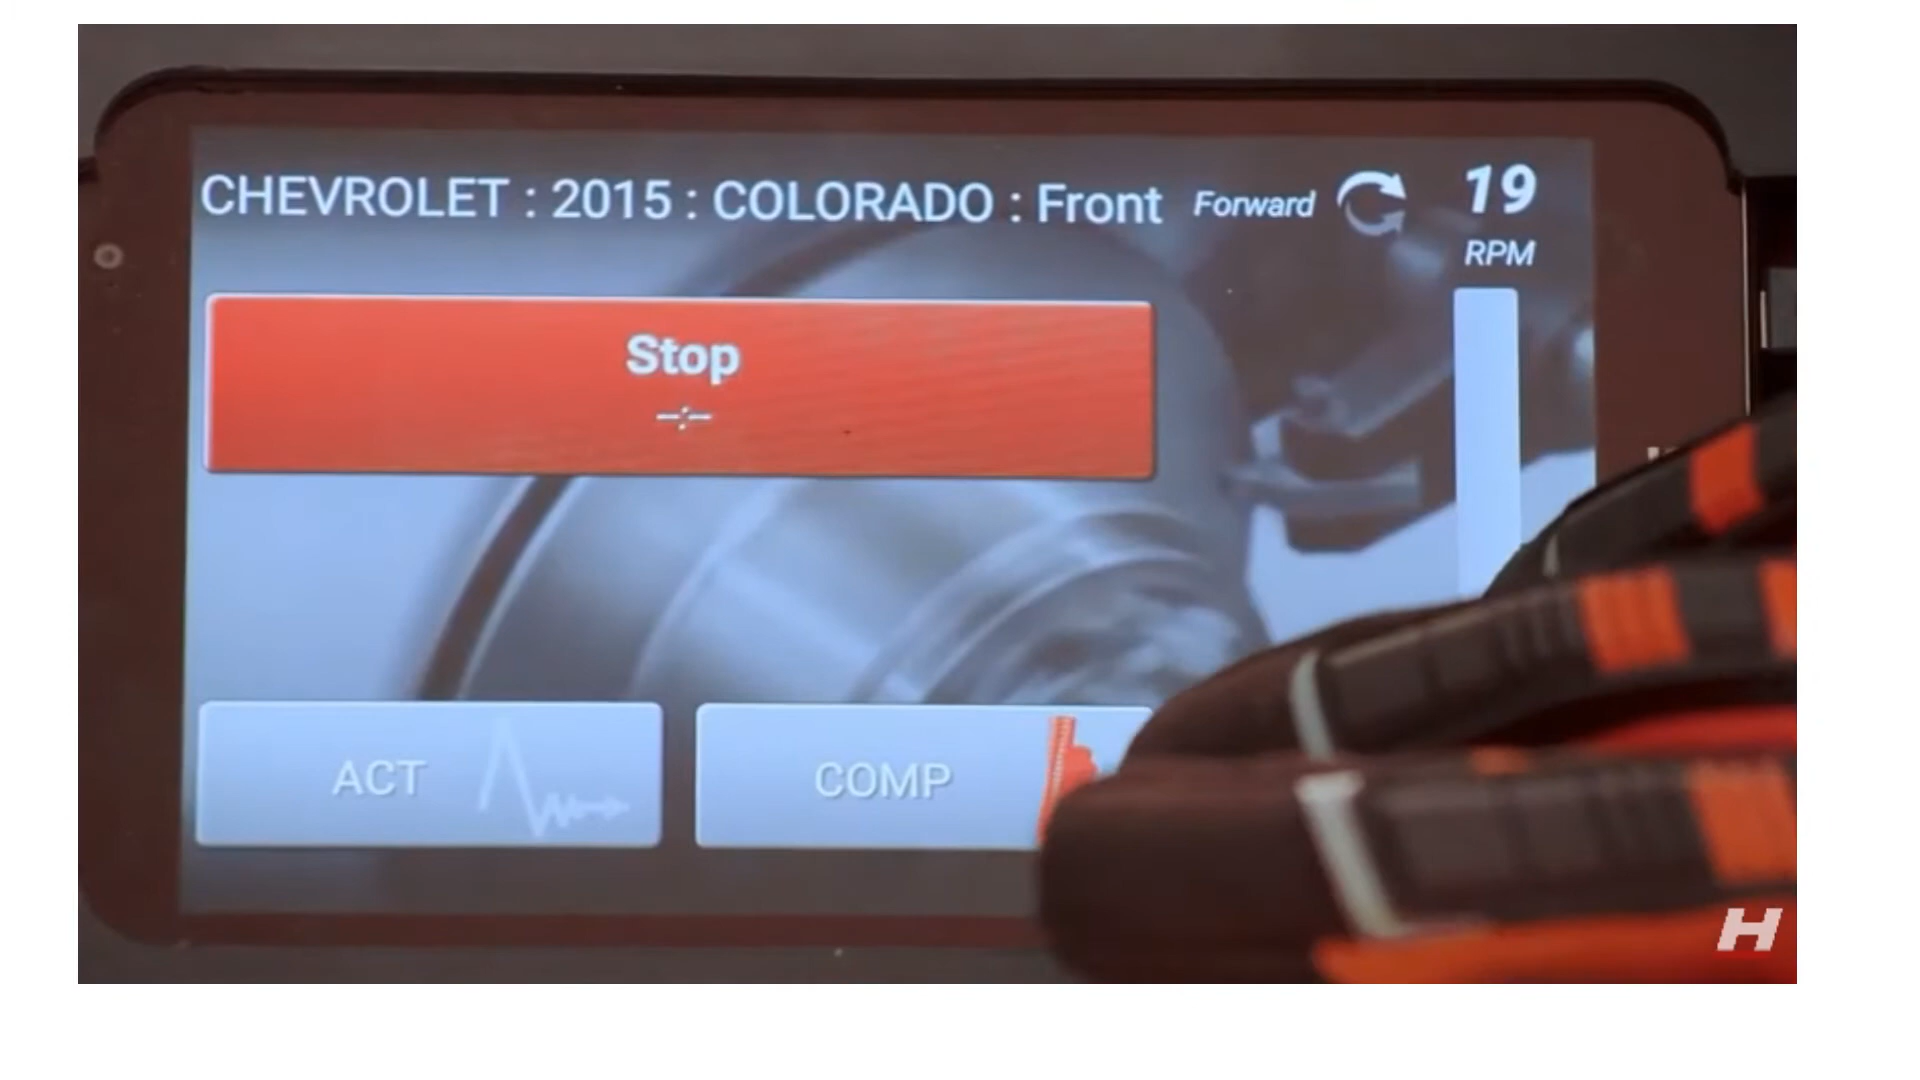 CHEVROLET : 2015 : COLORADO : Front Forward 19
RPM
Stop
ACT
COMP
H